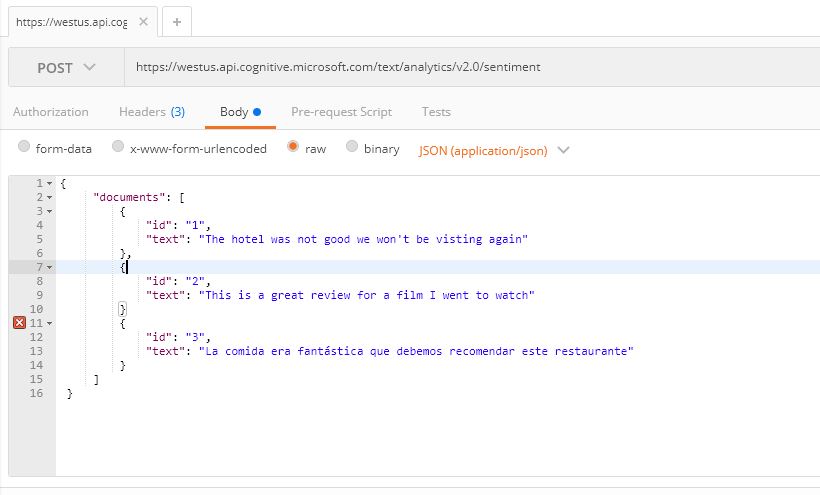 https://westus.api.cog × +
POST https://westus.api.cognitive.microsoft.com/text/analytics/v2.0/sentiment
Authorization Headers (3) Body Pre-request Script Tests
form-data x-www-form-urlencoded raw binary JSON (application/json)
1 {
2 "documents": [
3 {
4 "id": "1",
5 "text": "The hotel was not good we won't be visting again"
6 },
7 {
8 "id": "2",
9 "text": "This is a great review for a film I went to watch"
10 }
11 {
12 "id": "3",
13 "text": "La comida era fantástica que debemos recomendar este restaurante"
14 }
15 ]
16 }